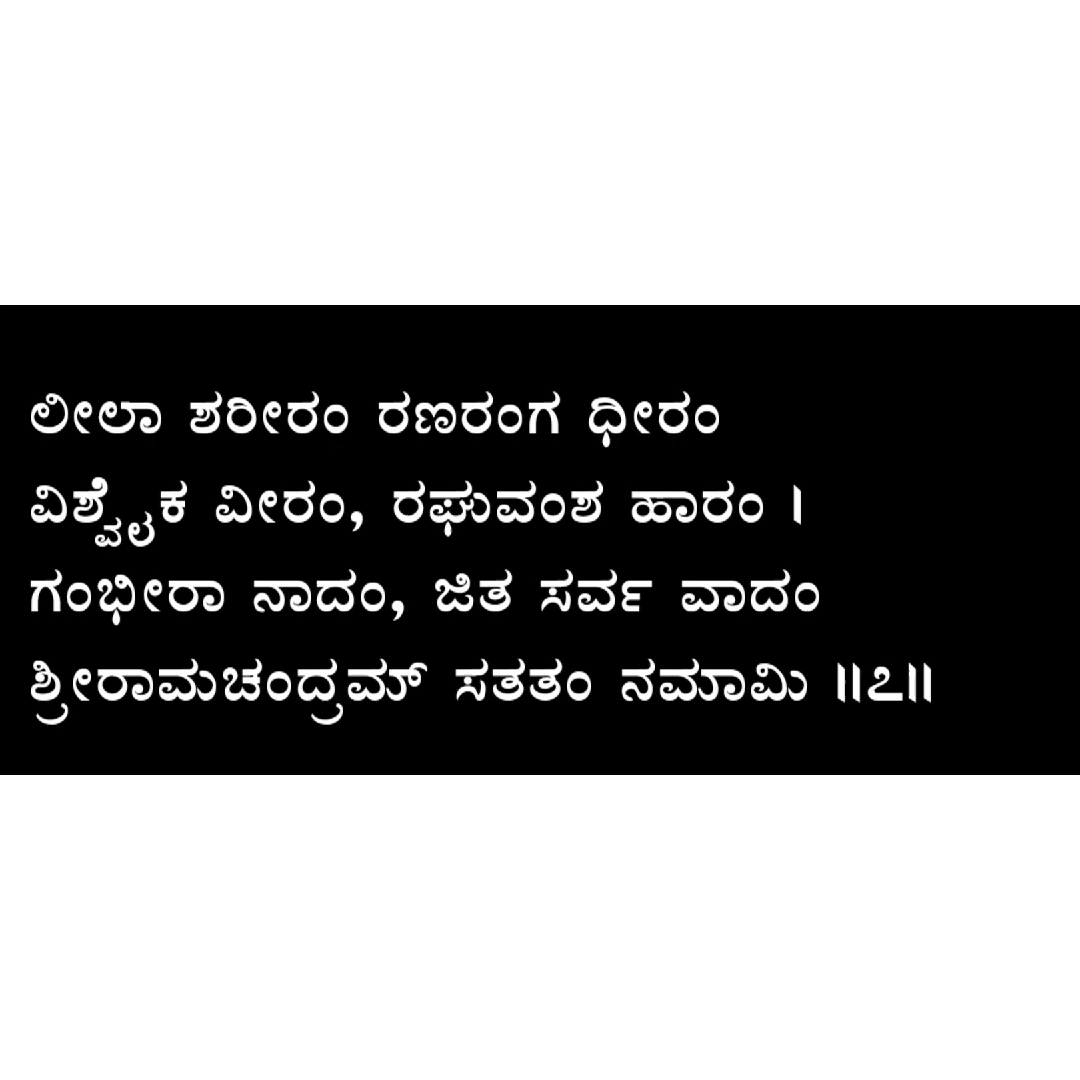 ಲೀಲಾ ಶರೀರಂ ರಣರಂಗ ಧೀರಂ
ವಿಶ್ವೈಕ ವೀರಂ, ರಘುವಂಶ ಹಾರಂ ।
ಗಂಭೀರಾ ನಾದಂ, ಜಿತ ಸರ್ವ ವಾದಂ
ಶ್ರೀರಾಮಚಂದ್ರಮ್ ಸತತಂ ನಮಾಮಿ ॥೭॥